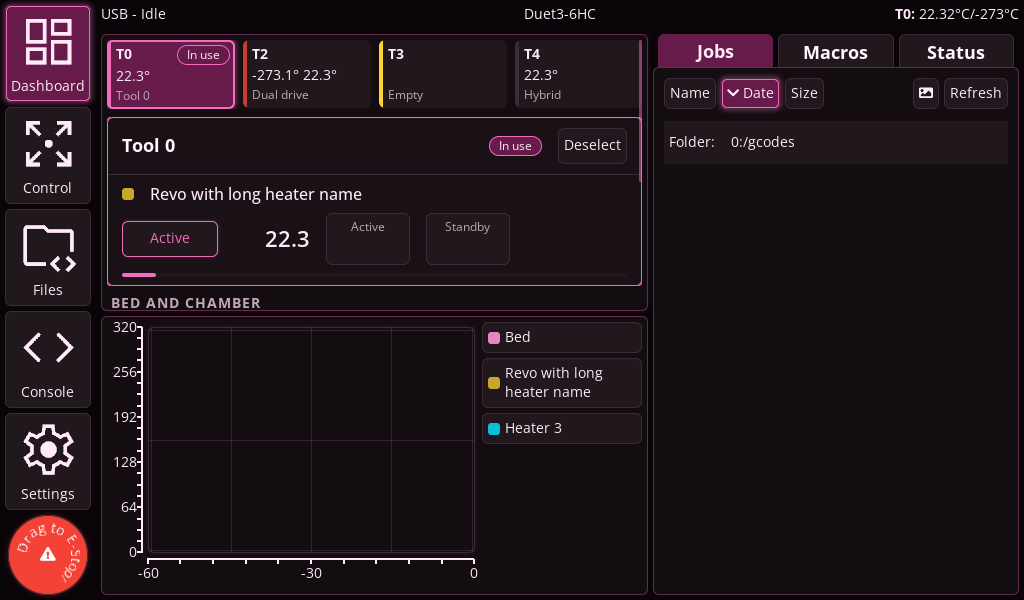 USB - Idle
Duet3-6HC
T0: 22.32°C/-273°C
Dashboard
Control
Files
Console
Settings
Drag to E-Stop!
T0
In use
22.3°
Tool 0
T2
-273.1° 22.3°
Dual drive
T3
Empty
T4
22.3°
Hybrid
Tool 0
In use
Deselect
Revo with long heater name
Active
22.3
Active
Standby
BED AND CHAMBER
320
256
192
128
64
0
-60
-30
0
Bed
Revo with long
heater name
Heater 3
Jobs
Macros
Status
Name
Date
Size
Refresh
Folder: 0:/gcodes